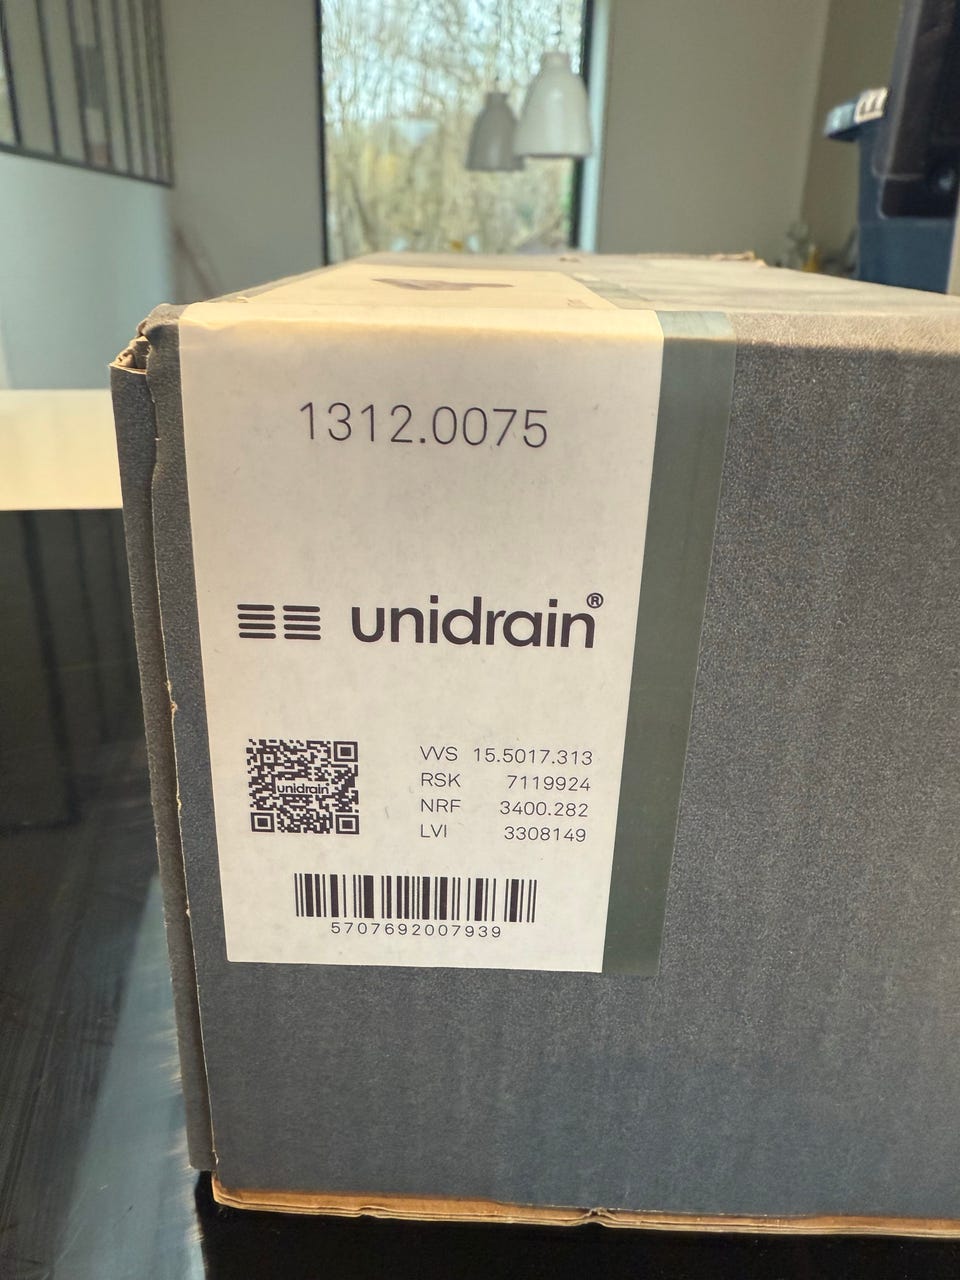 1312.0075
unidrain®
unidrain®
VVS 15.5017.313
RSK 7119924
NRF 3400.282
LVI 3308149
5707692007939